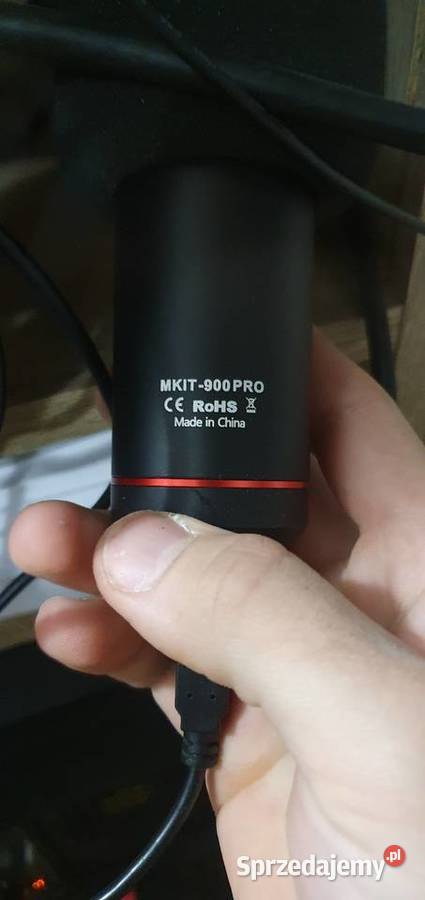 MKIT-900PRO
CE RoHS
Made in China
Sprzedajemy.pl